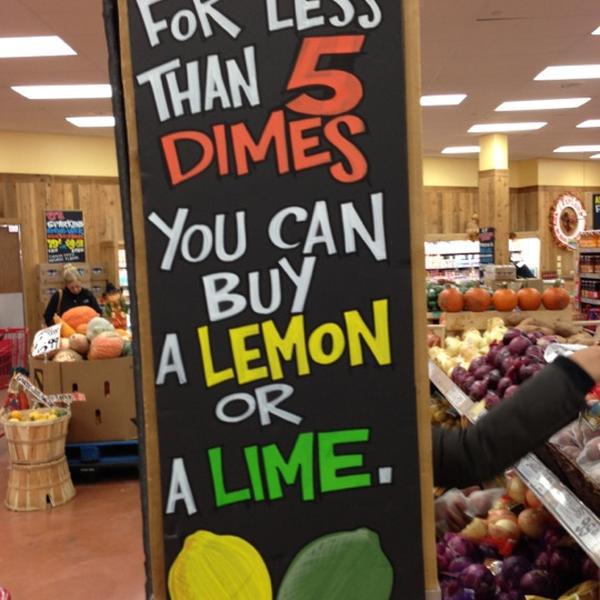 FOR LESS
THAN 5
DIMES
YOU CAN
BUY
A LEMON
OR
A LIME.